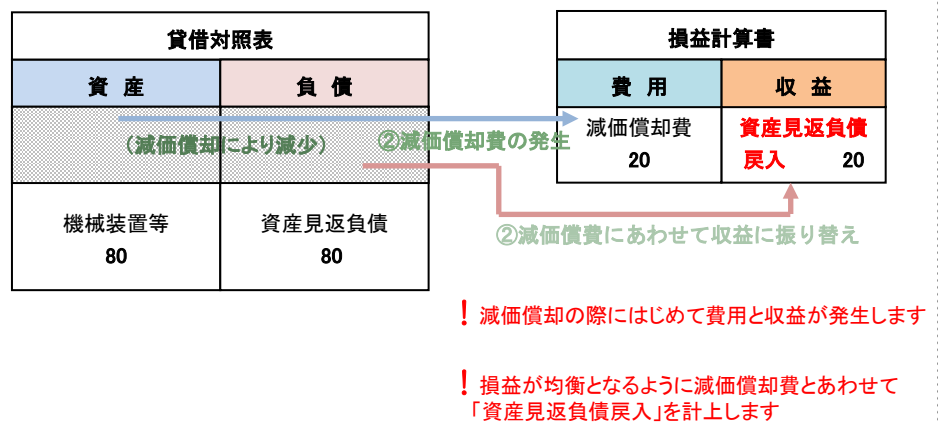 貸借対照表
資 産
負 債
(減価償却により減少)
機械装置等
80
資産見返負債
80
損益計算書
費 用
収 益
②減価償却費の発生
減価償却費
20
資産見返負債
戻入 20
②減価償費にあわせて収益に振り替え
！減価償却の際にはじめて費用と収益が発生します
！損益が均衡となるように減価償却費とあわせて
「資産見返負債戻入」を計上します